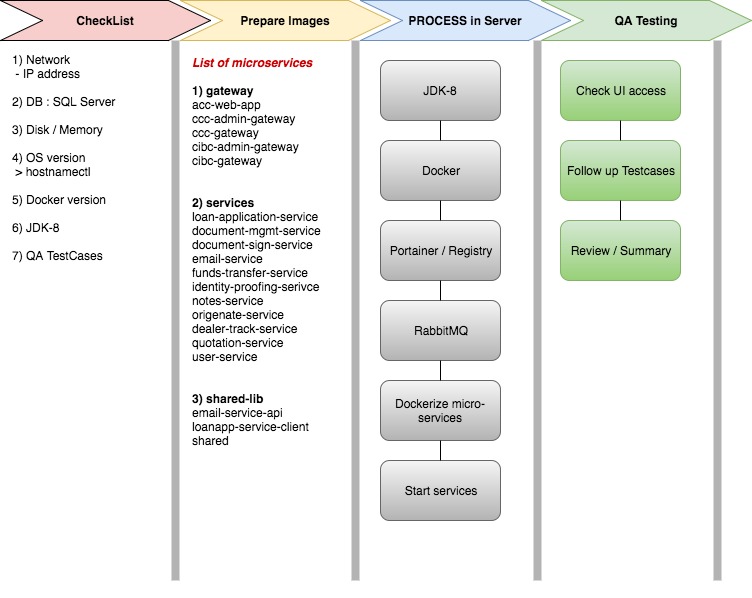 CheckList
Prepare Images
PROCESS in Server
QA Testing
1) Network
- IP address
2) DB : SQL Server
3) Disk / Memory
4) OS version
> hostnamectl
5) Docker version
6) JDK-8
7) QA TestCases
List of microservices
1) gateway
acc-web-app
ccc-admin-gateway
ccc-gateway
cibc-admin-gateway
cibc-gateway
2) services
loan-application-service
document-mgmt-service
document-sign-service
email-service
funds-transfer-service
identity-proofing-serivce
notes-service
origenate-service
dealer-track-service
quotation-service
user-service
3) shared-lib
email-service-api
loanapp-service-client
shared
JDK-8
Docker
Portainer / Registry
RabbitMQ
Dockerize micro-
services
Start services
Check UI access
Follow up Testcases
Review / Summary